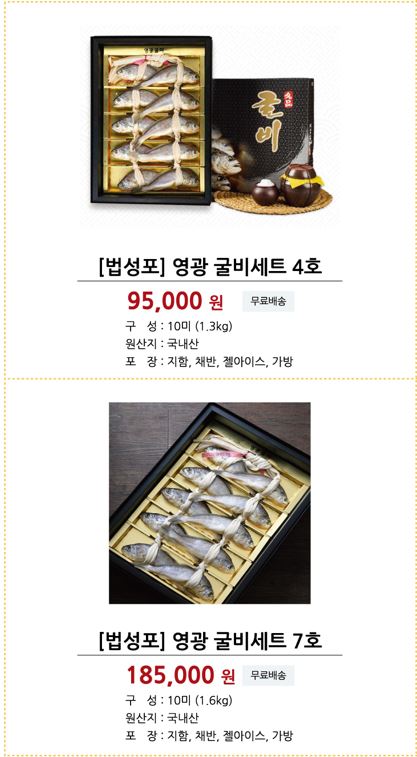 영광굴비
명품
굴비
[법성포] 영광 굴비세트 4호
95,000 원 무료배송
구 성 : 10미 (1.3kg)
원산지 : 국내산
포 장 : 지함, 채반, 젤아이스, 가방
[법성포] 영광 굴비세트 7호
185,000 원 무료배송
구 성 : 10미 (1.6kg)
원산지 : 국내산
포 장 : 지함, 채반, 젤아이스, 가방